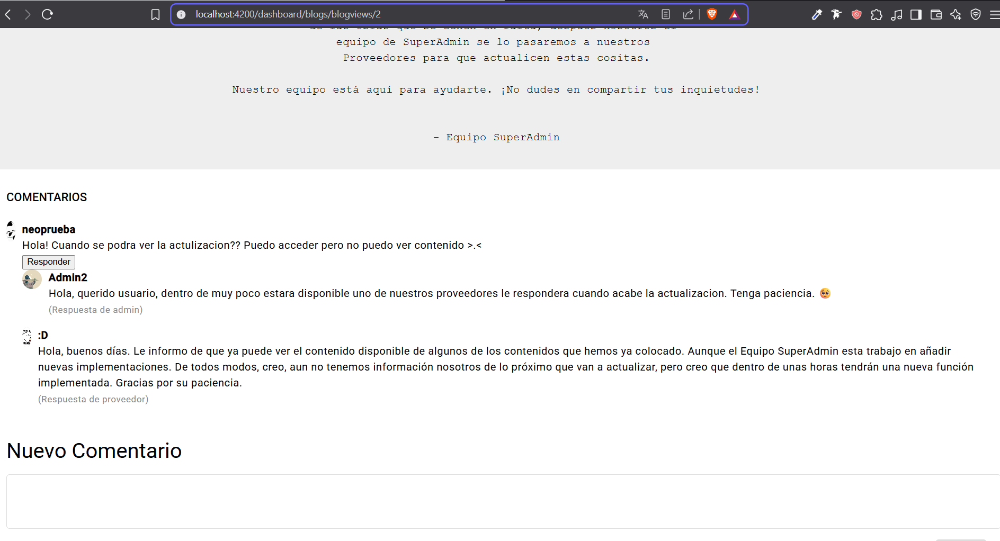 localhost:4200/dashboard/blogs/blogviews/2
equipo de SuperAdmin se lo pasaremos a nuestros
Proveedores para que actualicen estas cositas.
Nuestro equipo está aquí para ayudarte. ¡No dudes en compartir tus inquietudes!
- Equipo SuperAdmin
COMENTARIOS
neoprueba
Hola! Cuando se podra ver la actulizacion?? Puedo acceder pero no puedo ver contenido >.<
Responder
Admin2
Hola, querido usuario, dentro de muy poco estara disponible uno de nuestros proveedores le respondera cuando acabe la actualizacion. Tenga paciencia. 🥺
(Respuesta de admin)
:D
Hola, buenos días. Le informo de que ya puede ver el contenido disponible de algunos de los contenidos que hemos ya colocado. Aunque el Equipo SuperAdmin esta trabajo en añadir
nuevas implementaciones. De todos modos, creo, aun no tenemos información nosotros de lo próximo que van a actualizar, pero creo que dentro de unas horas tendrán una nueva función
implementada. Gracias por su paciencia.
(Respuesta de proveedor)
Nuevo Comentario